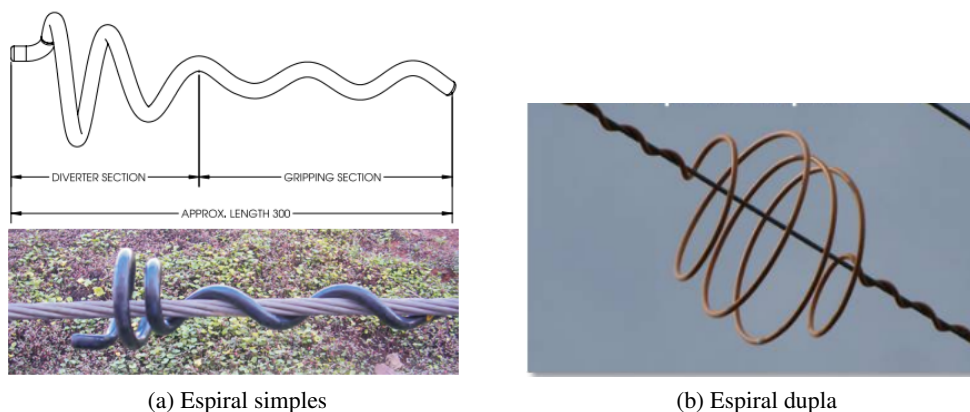 DIVERTER SECTION
GRIPPING SECTION
APPROX. LENGTH 300
(a) Espiral simples
(b) Espiral dupla